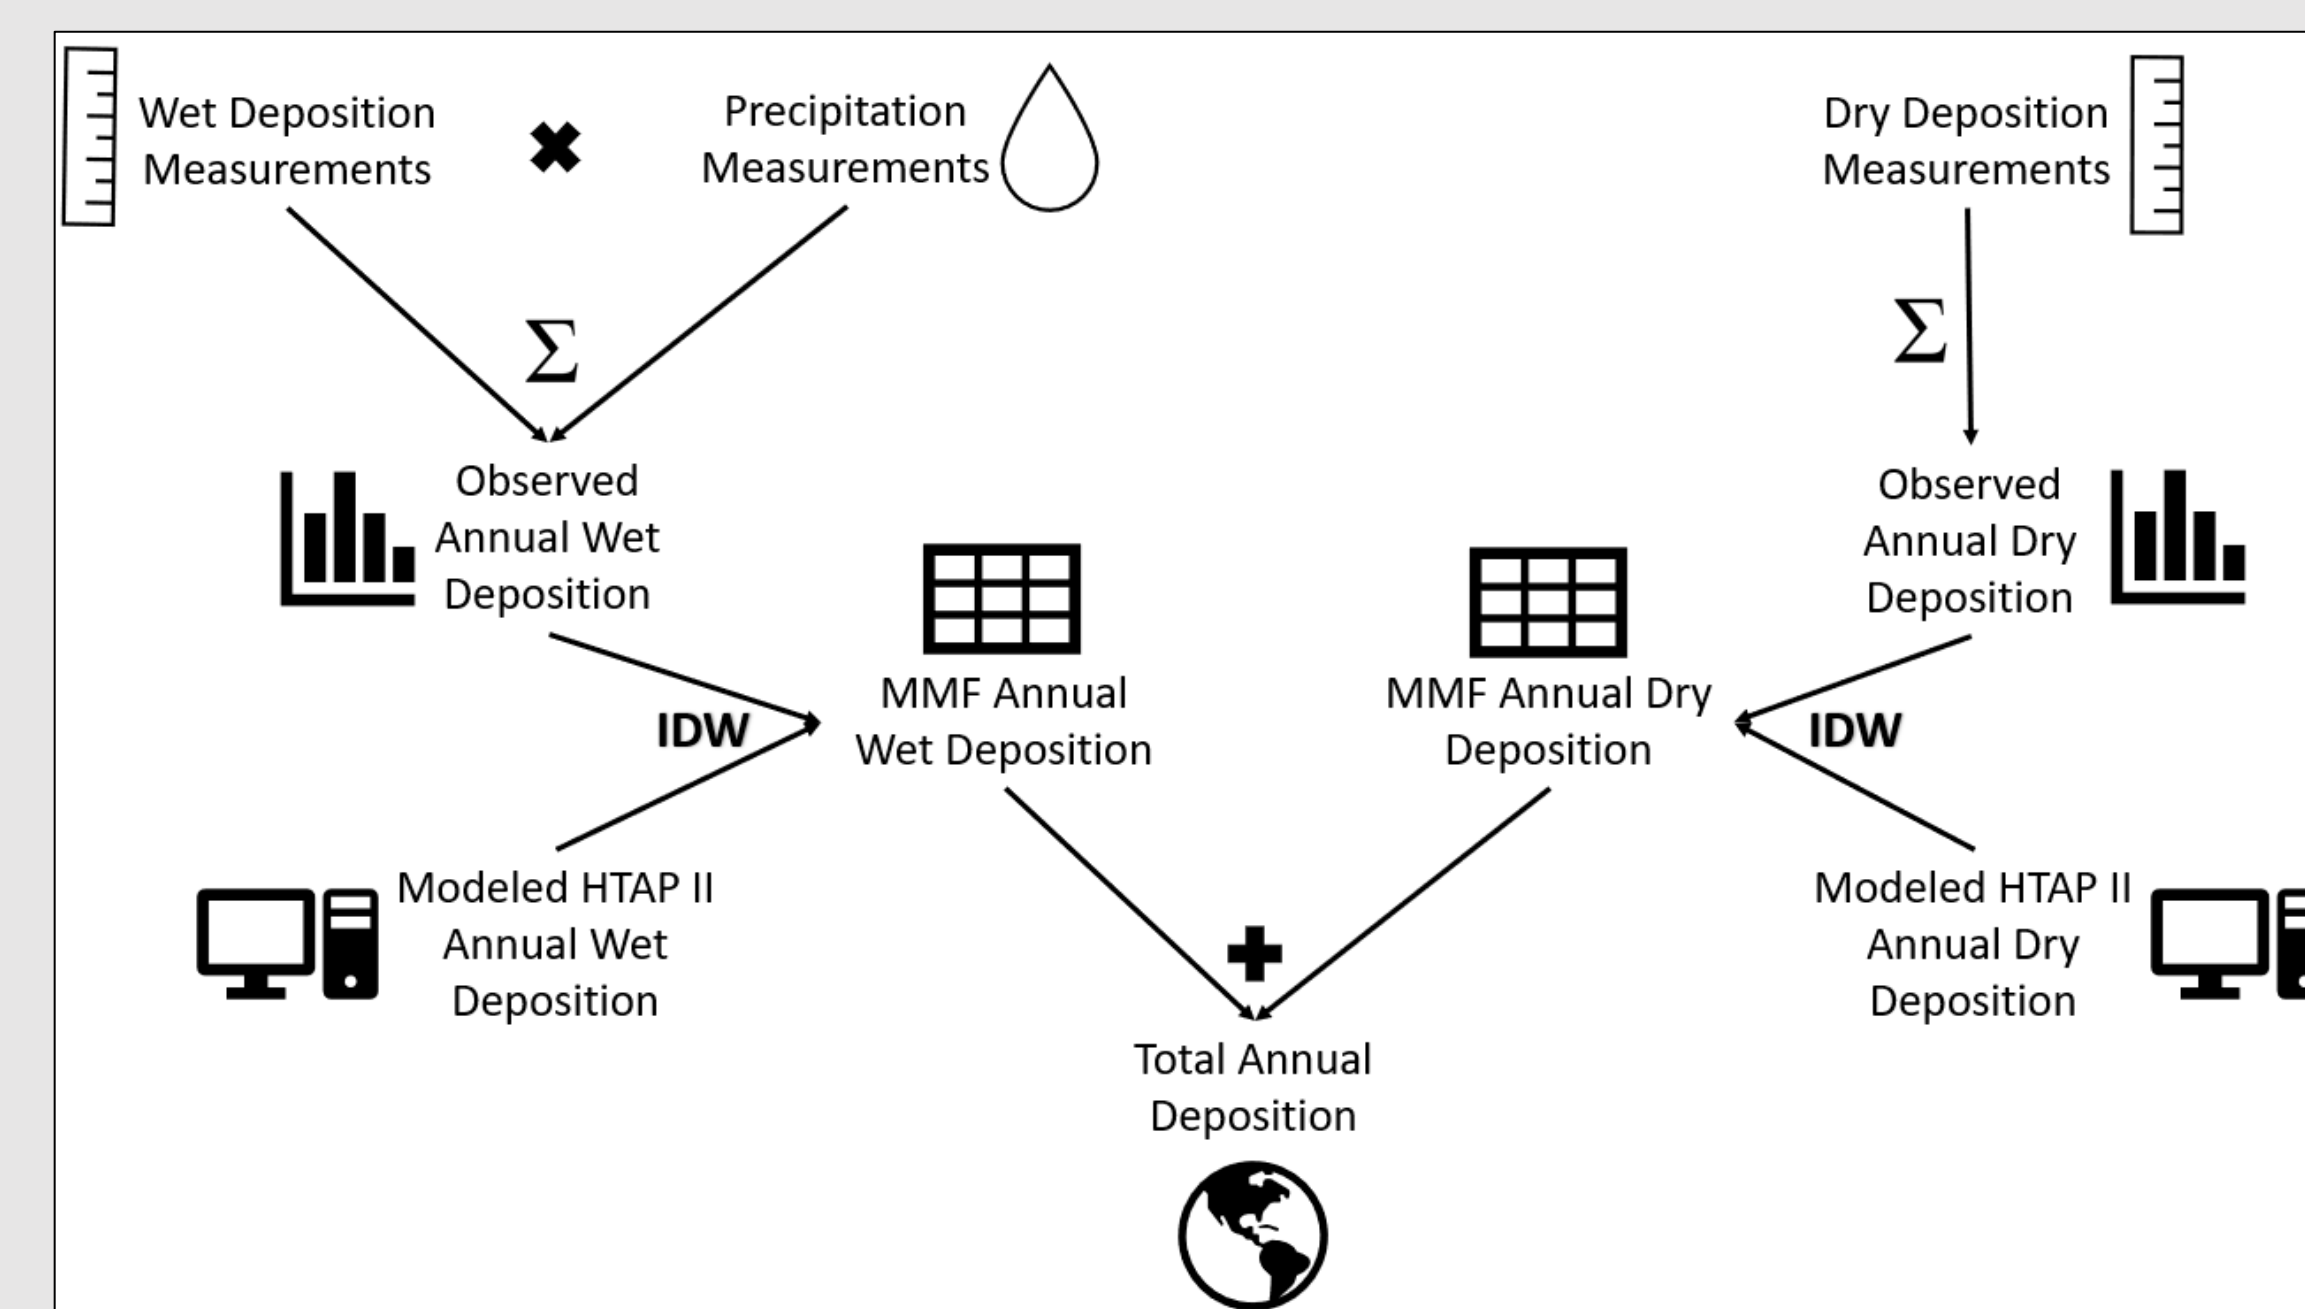 Wet Deposition
Measurements
Precipitation
Measurements
Dry Deposition
Measurements
Σ
Σ
Observed
Annual Wet
Deposition
Observed
Annual Dry
Deposition
MMF Annual
Wet Deposition
MMF Annual Dry
Deposition
IDW
IDW
Modeled HTAP II
Annual Wet
Deposition
Modeled HTAP II
Annual Dry
Deposition
Total Annual
Deposition